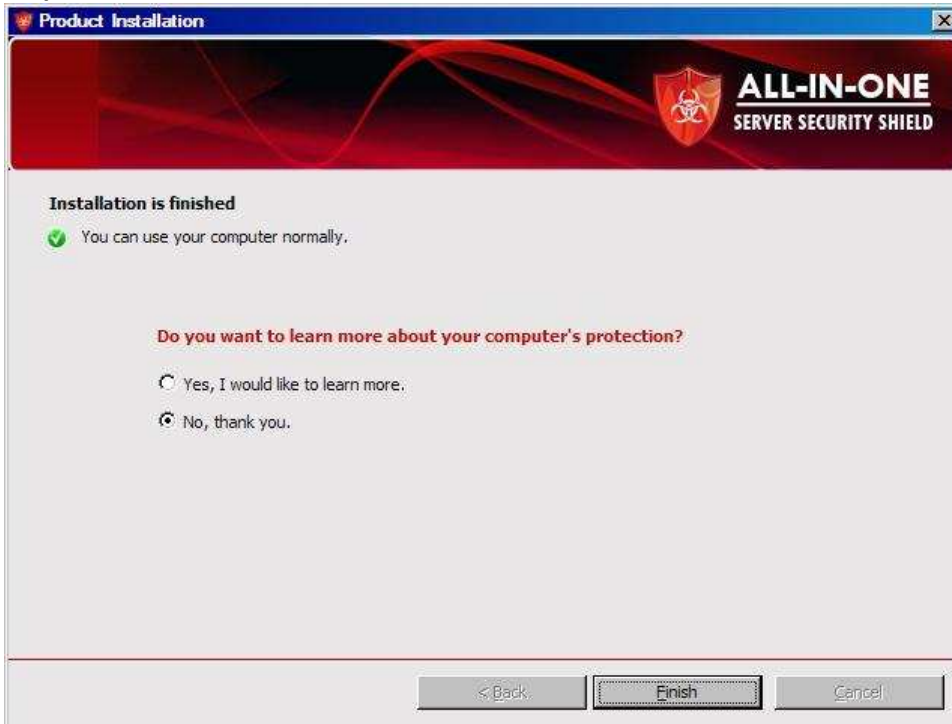 Product Installation
ALL-IN-ONE
SERVER SECURITY SHIELD
Installation is finished
You can use your computer normally.
Do you want to learn more about your computer's protection?
Yes, I would like to learn more.
No, thank you.
< Back
Finish
Cancel